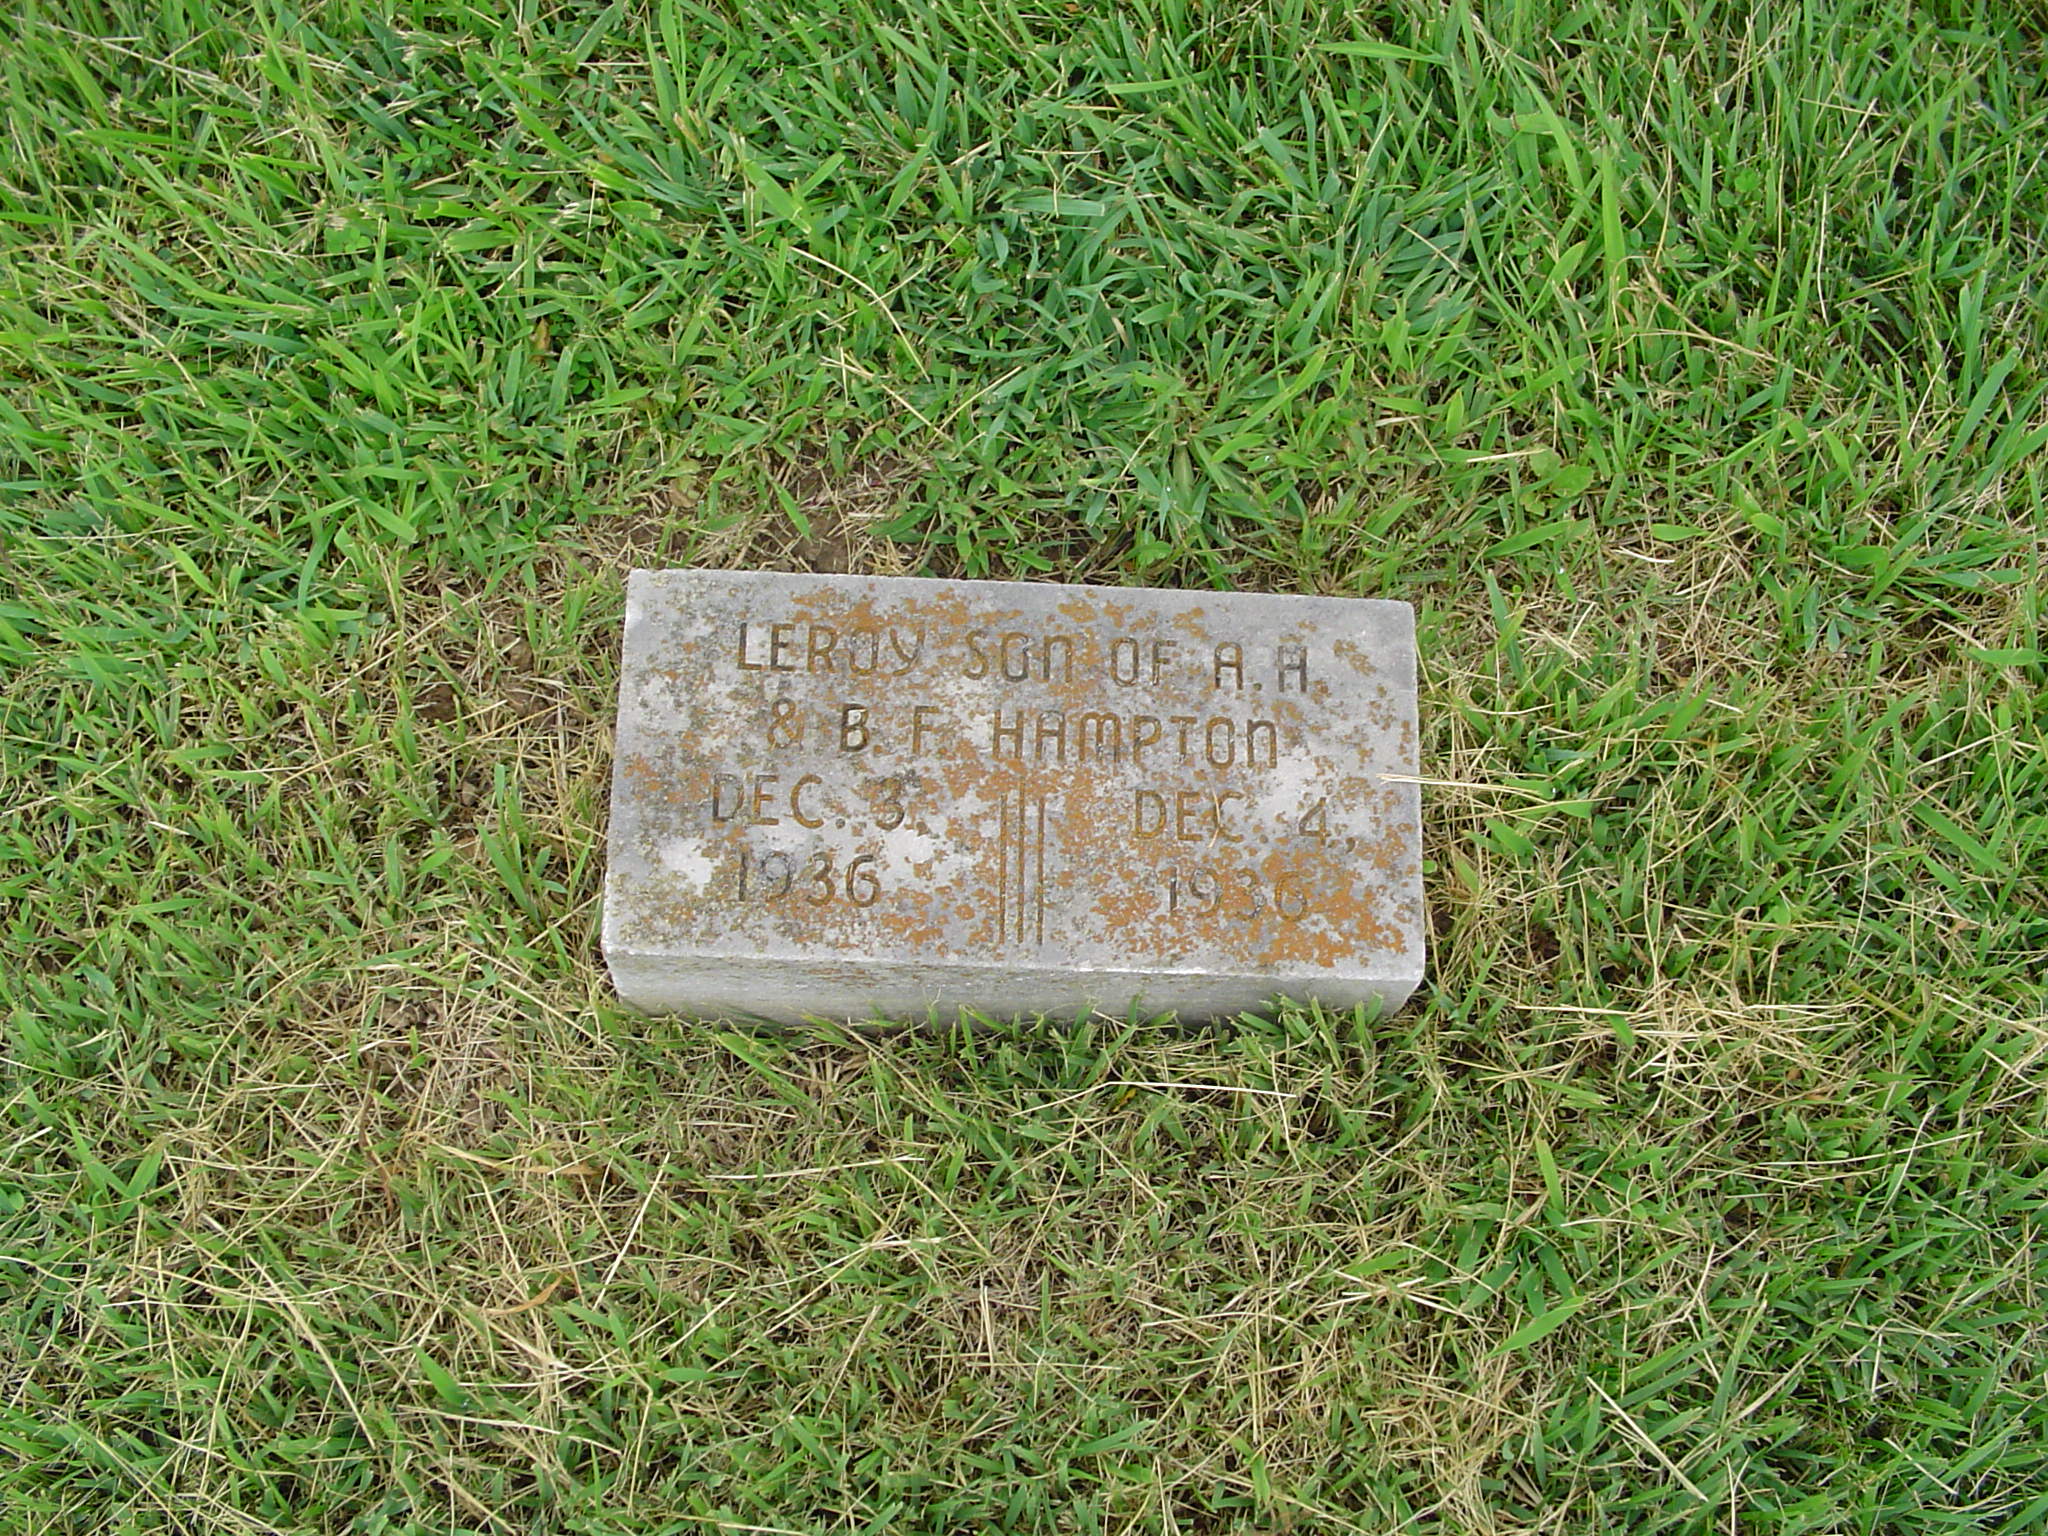 LEROY SON OF A. H
& B. F. HAMPTON
DEC. 3, DEC. 4,
1936 1936